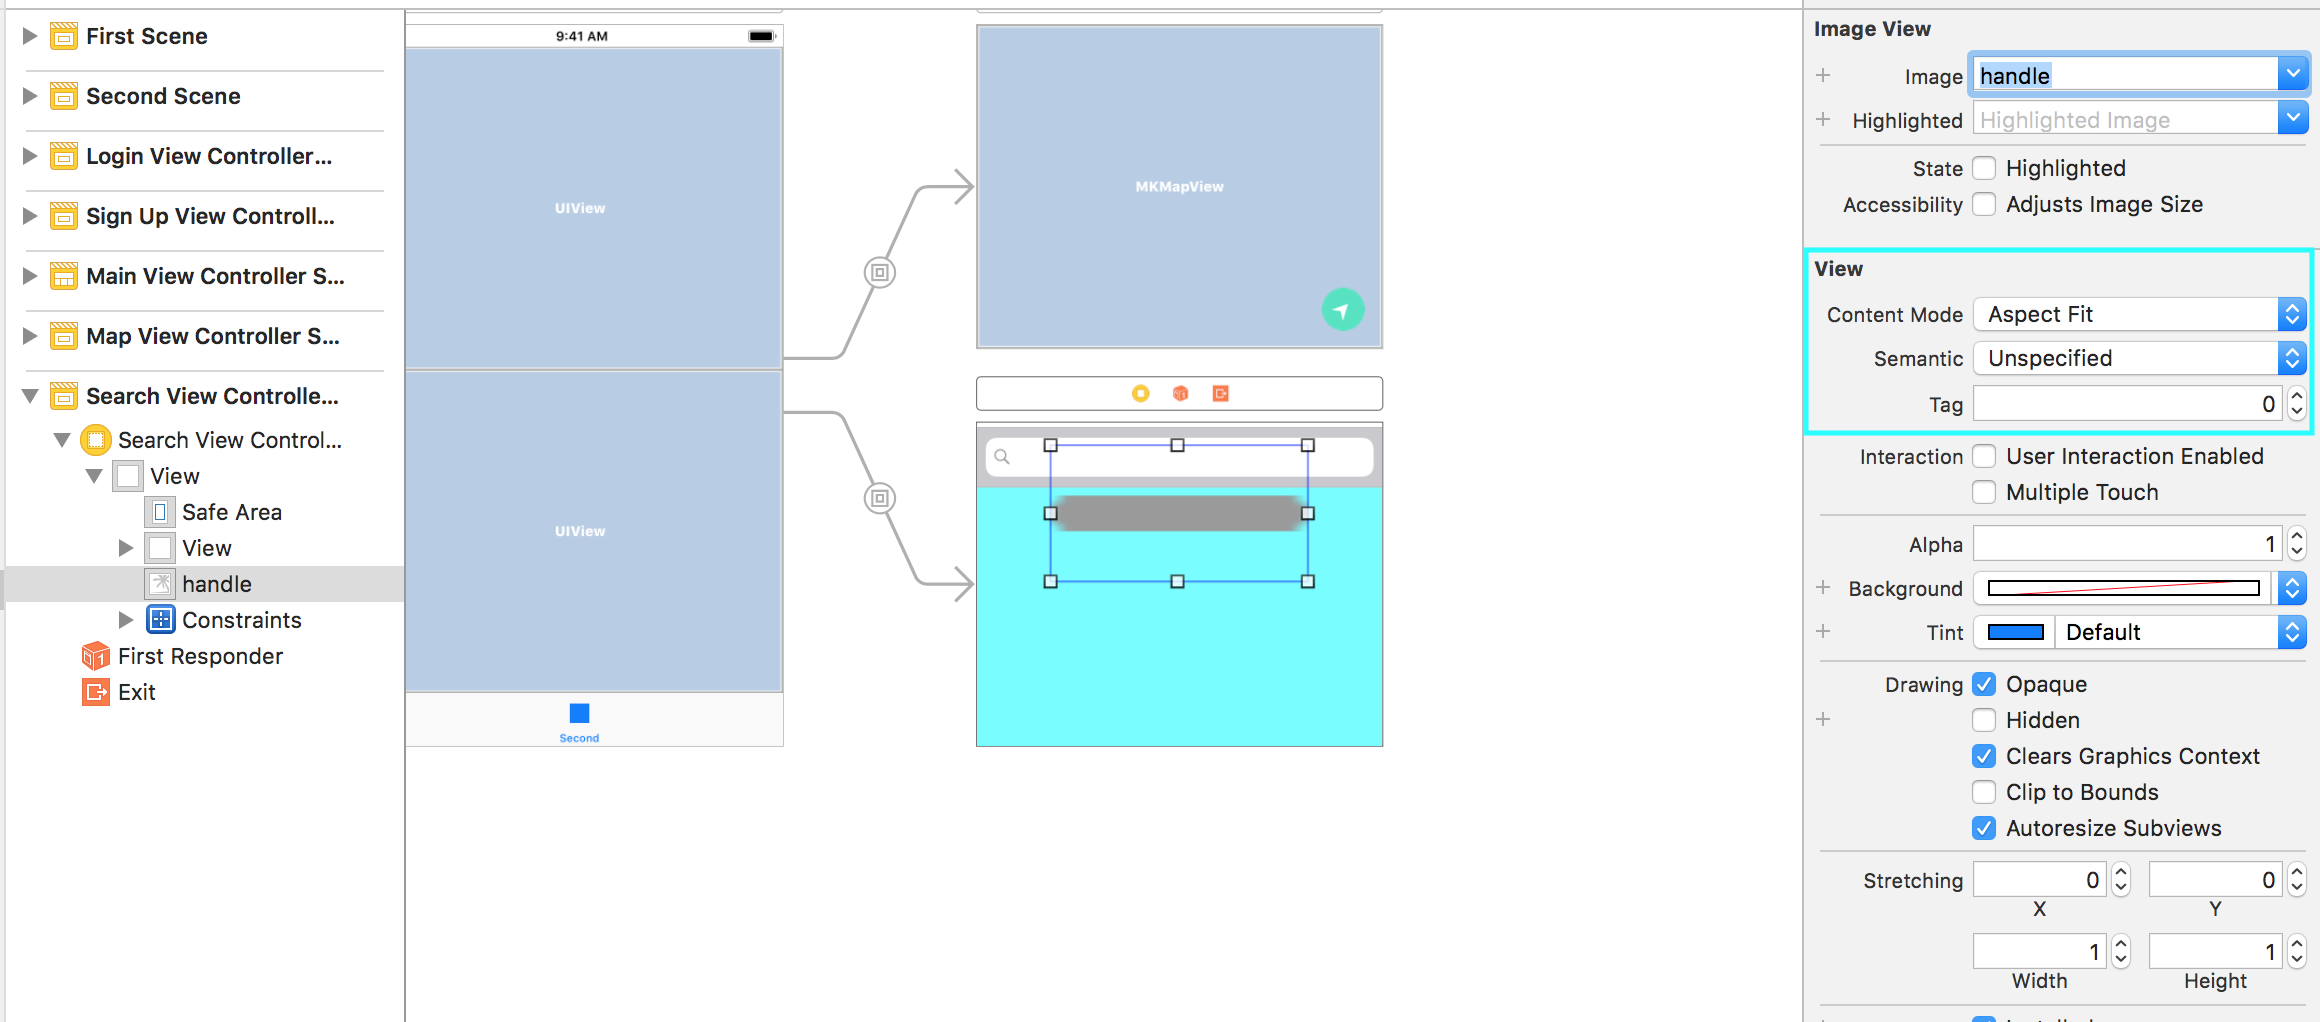 First Scene
Second Scene
Login View Controller...
Sign Up View Controll...
Main View Controller S...
Map View Controller S...
Search View Controlle...
Search View Control...
View
Safe Area
View
handle
Constraints
First Responder
Exit
9:41 AM
UIView
UIView
Second
MKMapView
Image View
Image handle
Highlighted Highlighted Image
State Highlighted
Accessibility Adjusts Image Size
View
Content Mode Aspect Fit
Semantic Unspecified
Tag 0
Interaction User Interaction Enabled
Multiple Touch
Alpha 1
Background
Tint Default
Drawing Opaque
Hidden
Clears Graphics Context
Clip to Bounds
Autoresize Subviews
Stretching 0 0
X Y
1 1
Width Height